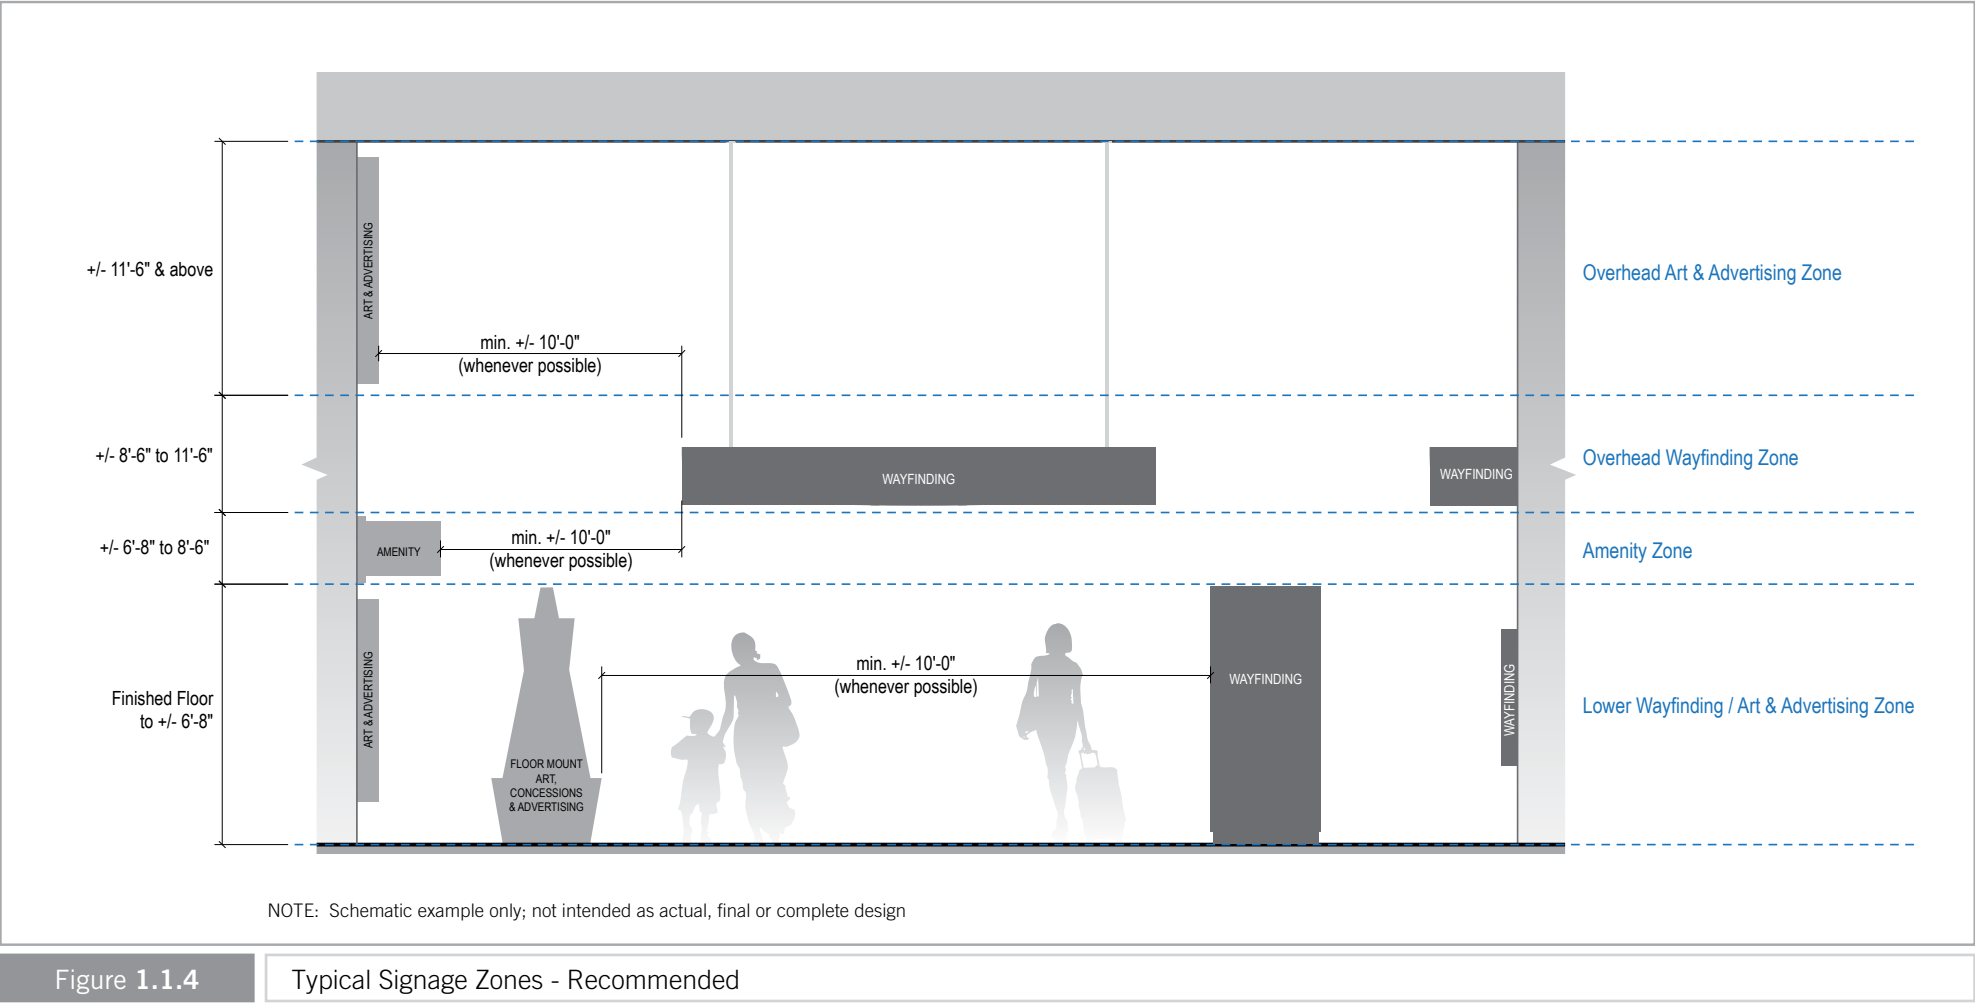 +/- 11'-6" & above
ART & ADVERTISING
Overhead Art & Advertising Zone
min. +/- 10'-0"
(whenever possible)
+/- 8'-6" to 11'-6"
WAYFINDING
WAYFINDING
Overhead Wayfinding Zone
+/- 6'-8" to 8'-6"
AMENITY
min. +/- 10'-0"
(whenever possible)
Amenity Zone
Finished Floor
to +/- 6'-8"
ART & ADVERTISING
FLOOR MOUNT
ART,
CONCESSIONS
& ADVERTISING
min. +/- 10'-0"
(whenever possible)
WAYFINDING
WAYFINDING
Lower Wayfinding / Art & Advertising Zone
NOTE: Schematic example only; not intended as actual, final or complete design
Figure 1.1.4
Typical Signage Zones - Recommended